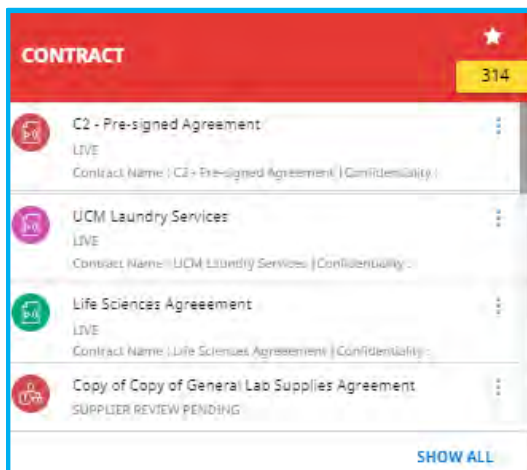 CONTRACT
314
C2 - Pre-signed Agreement
LIVE
Contract Name : C2 - Pre-signed Agreement | Confidentiality :
UCM Laundry Services
LIVE
Contract Name : UCM Laundry Services | Confidentiality :
Life Sciences Agreeement
LIVE
Contract Name : Life Sciences Agreeement | Confidentiality :
Copy of Copy of General Lab Supplies Agreement
SUPPLIER REVIEW PENDING
SHOW ALL